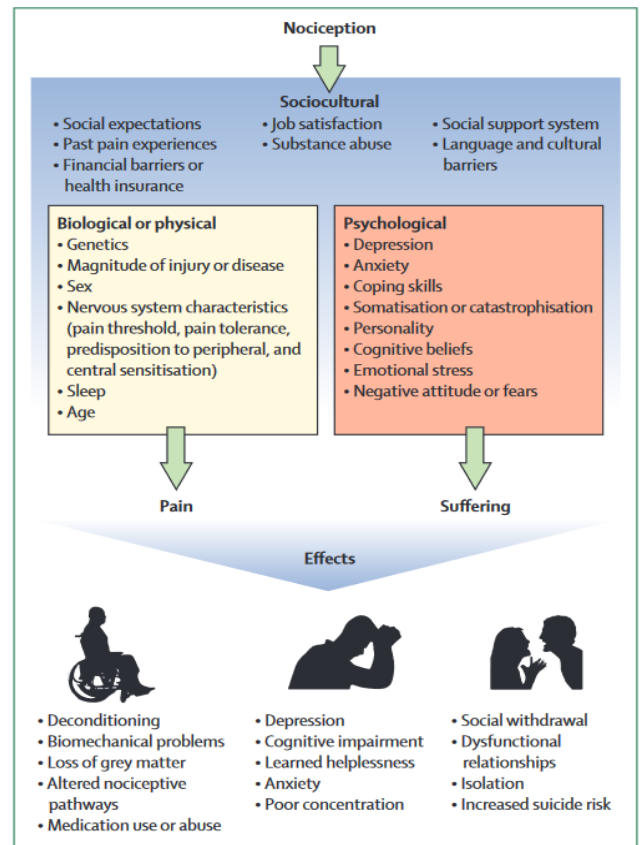 Nociception
Sociocultural
• Social expectations
• Past pain experiences
• Financial barriers or
health insurance
• Job satisfaction
• Substance abuse
• Social support system
• Language and cultural
barriers
Biological or physical
• Genetics
• Magnitude of injury or disease
• Sex
• Nervous system characteristics
(pain threshold, pain tolerance,
predisposition to peripheral, and
central sensitisation)
• Sleep
• Age
Psychological
• Depression
• Anxiety
• Coping skills
• Somatisation or catastrophisation
• Personality
• Cognitive beliefs
• Emotional stress
• Negative attitude or fears
Pain
Suffering
Effects
• Deconditioning
• Biomechanical problems
• Loss of grey matter
• Altered nociceptive
pathways
• Medication use or abuse
• Depression
• Cognitive impairment
• Learned helplessness
• Anxiety
• Poor concentration
• Social withdrawal
• Dysfunctional
relationships
• Isolation
• Increased suicide risk